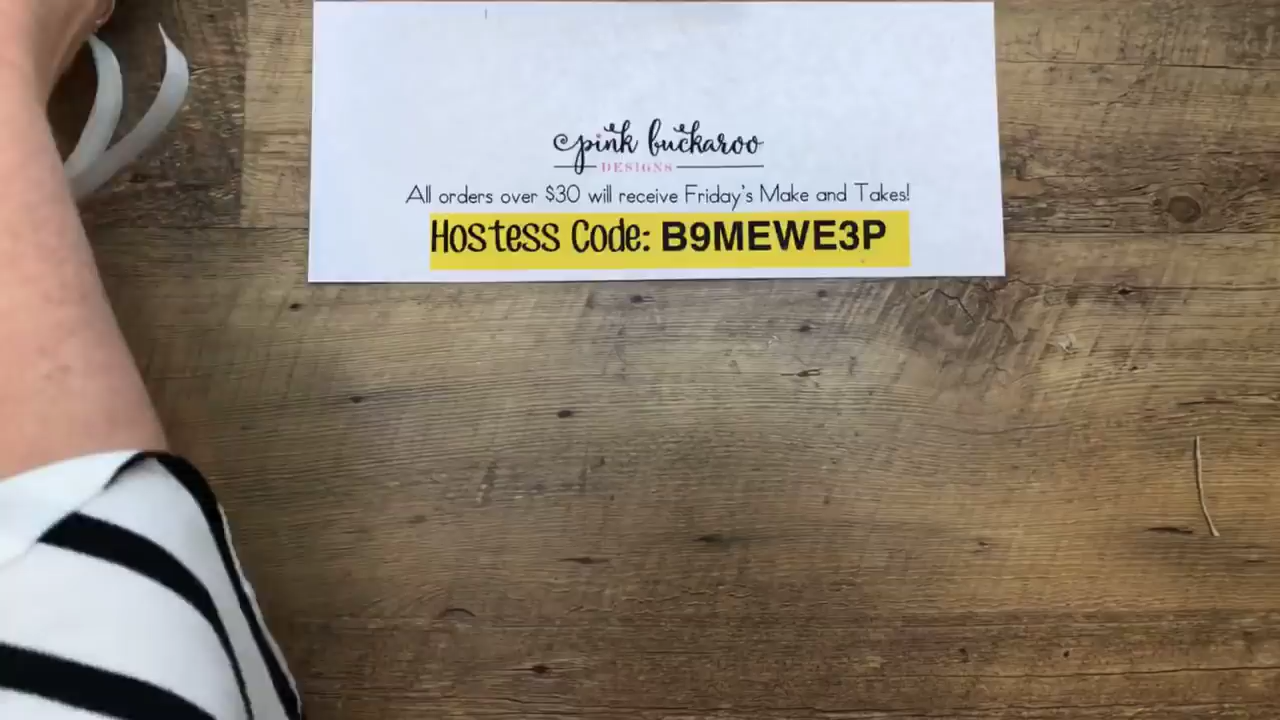 pink buckaroo
DESIGNS
All orders over $30 will receive Friday's Make and Takes!
Hostess Code: B9MEWE3P